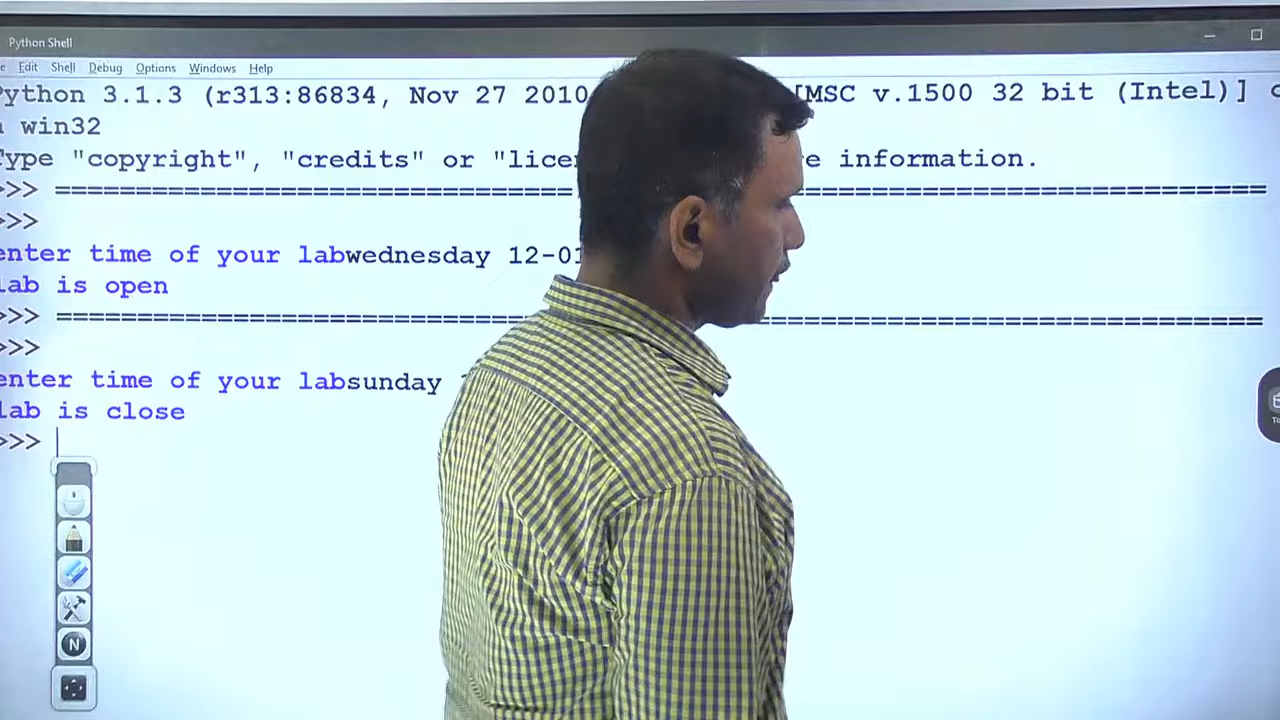 Python Shell
Edit Shell Debug Options Windows Help
Python 3.1.3 (r313:86834, Nov 27 2010 [MSC v.1500 32 bit (Intel)]
win32
Type "copyright", "credits" or information.
>>> ==================================================
>>>
enter time of your labwednesday 12-01
lab is open
>>> ==================================================
>>>
enter time of your labsunday
lab is close
>>>
N